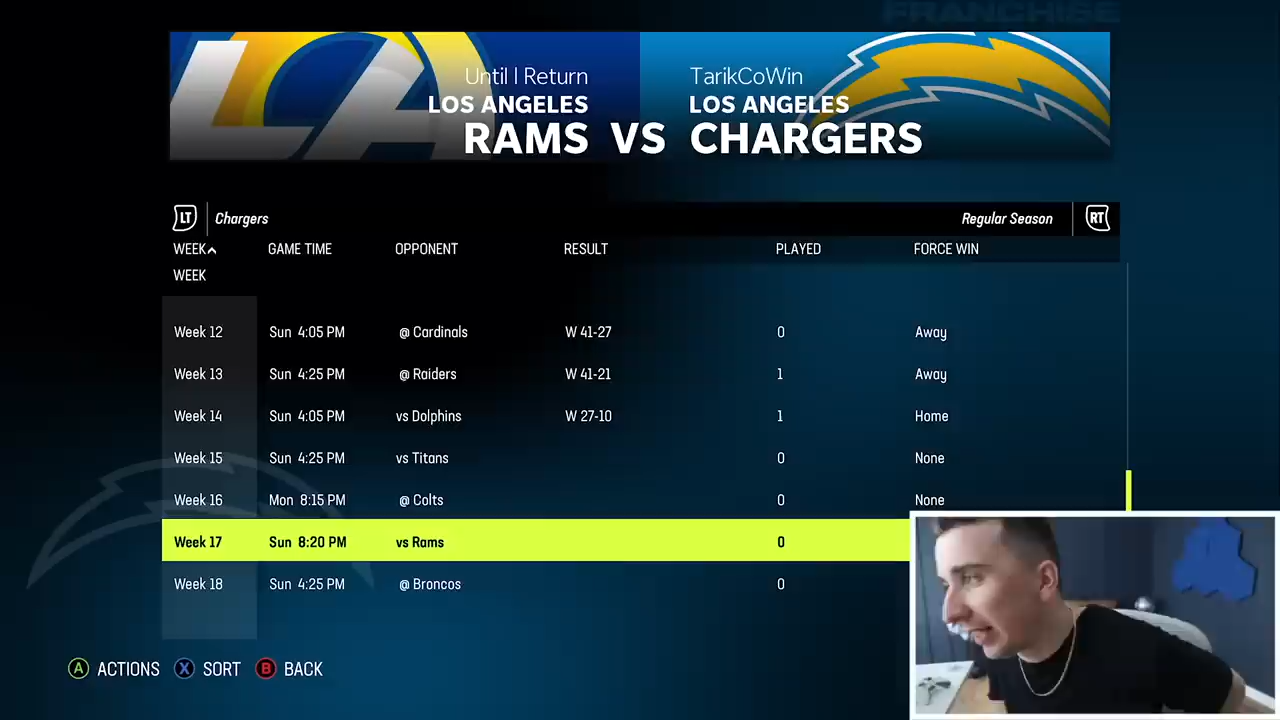 FRANCHISE
Until I Return
LOS ANGELES
RAMS VS CHARGERS
TarikCoWin
LOS ANGELES
LT Chargers Regular Season RT
WEEK GAME TIME OPPONENT RESULT PLAYED FORCE WIN
WEEK
Week 12 Sun 4:05 PM @ Cardinals W 41-27 0 Away
Week 13 Sun 4:25 PM @ Raiders W 41-21 1 Away
Week 14 Sun 4:05 PM vs Dolphins W 27-10 1 Home
Week 15 Sun 4:25 PM vs Titans 0 None
Week 16 Mon 8:15 PM @ Colts 0 None
Week 17 Sun 8:20 PM vs Rams 0
Week 18 Sun 4:25 PM @ Broncos 0
A ACTIONS X SORT B BACK